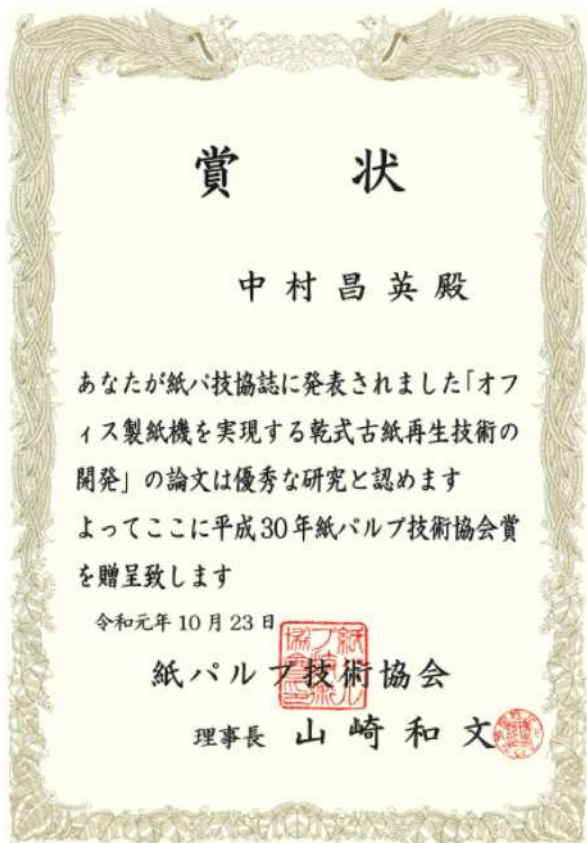 賞状
中村昌英殿
あなたが紙パ技協誌に発表されました「オフ
ィス製紙機を実現する乾式古紙再生技術の
開発」の論文は優秀な研究と認めます
よってここに平成30年紙パルプ技術協会賞
を贈呈致します
令和元年10月23日
紙パルプ技術協会
理事長 山崎和文